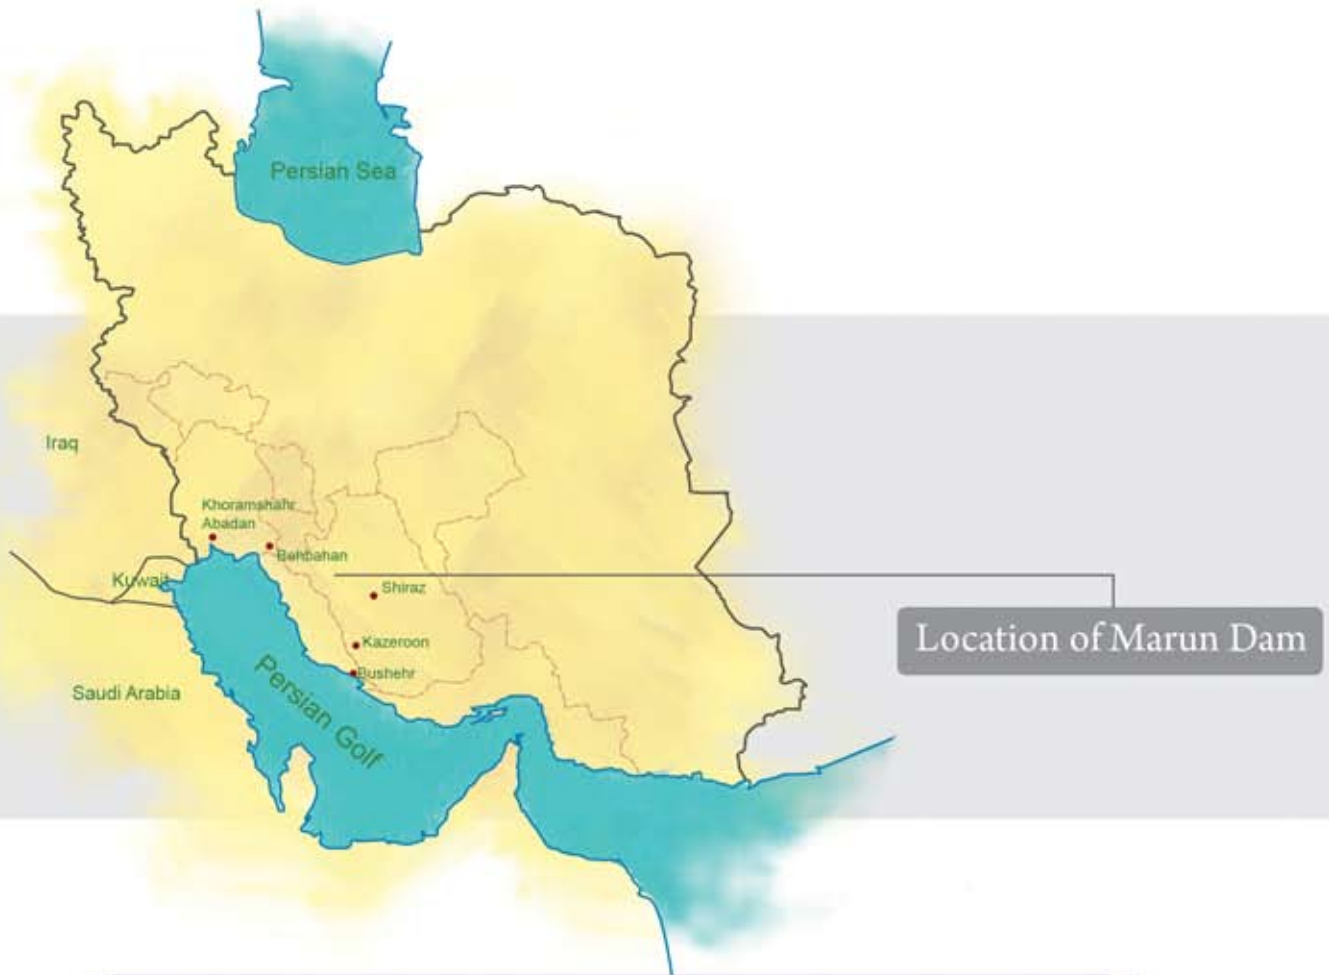 Persian Sea
Iraq
Khoramshahr
Abadan
Behbahan
Kuwait
Shiraz
Location of Marun Dam
Kazeroon
Bushehr
Saudi Arabia
Persian Golf